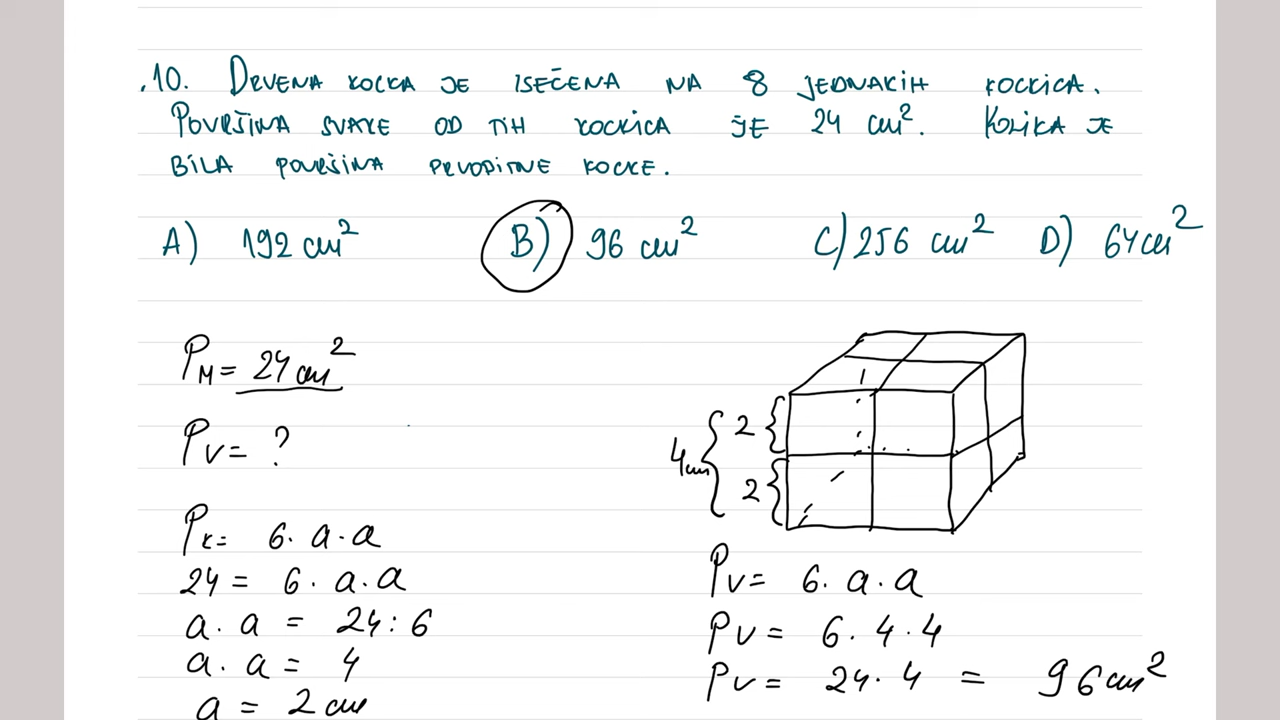 10. DRVENA KOCKA JE ISEČENA NA 8 JEDNAKIH KOCKICA.
POVRŠINA SVAKE OD TIH KOCKICA JE 24 cm². KOLIKA JE
BILA POVRŠINA PRVOBITNE KOCKE.
A) 192 cm² B) 96 cm² C) 256 cm² D) 64 cm²
PM = 24 cm²
PV = ?
PK = 6 · a · a
24 = 6 · a · a
a · a = 24 : 6
a · a = 4
a = 2 cm
4 cm
2
2
PV = 6 · a · a
PV = 6 · 4 · 4
PV = 24 · 4 = 96 cm²